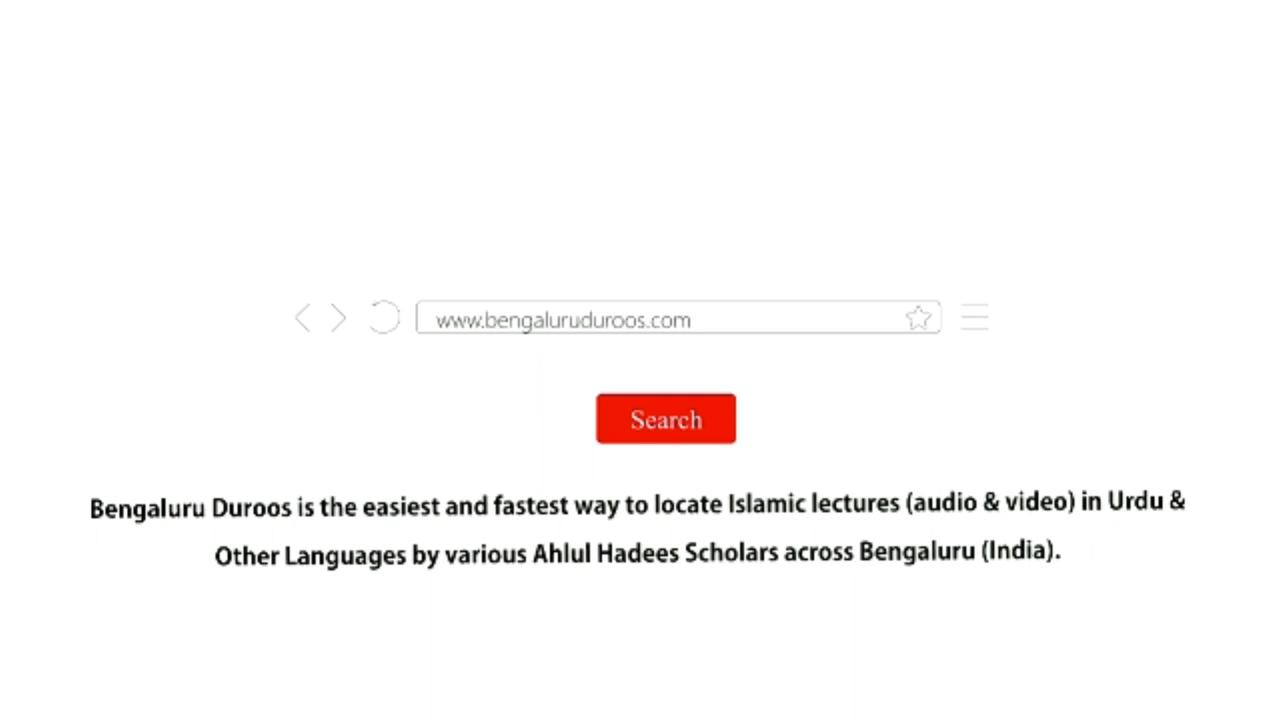 www.bengaluruduroos.com
Search
Bengaluru Duroos is the easiest and fastest way to locate Islamic lectures (audio & video) in Urdu &
Other Languages by various Ahlul Hadees Scholars across Bengaluru (India).